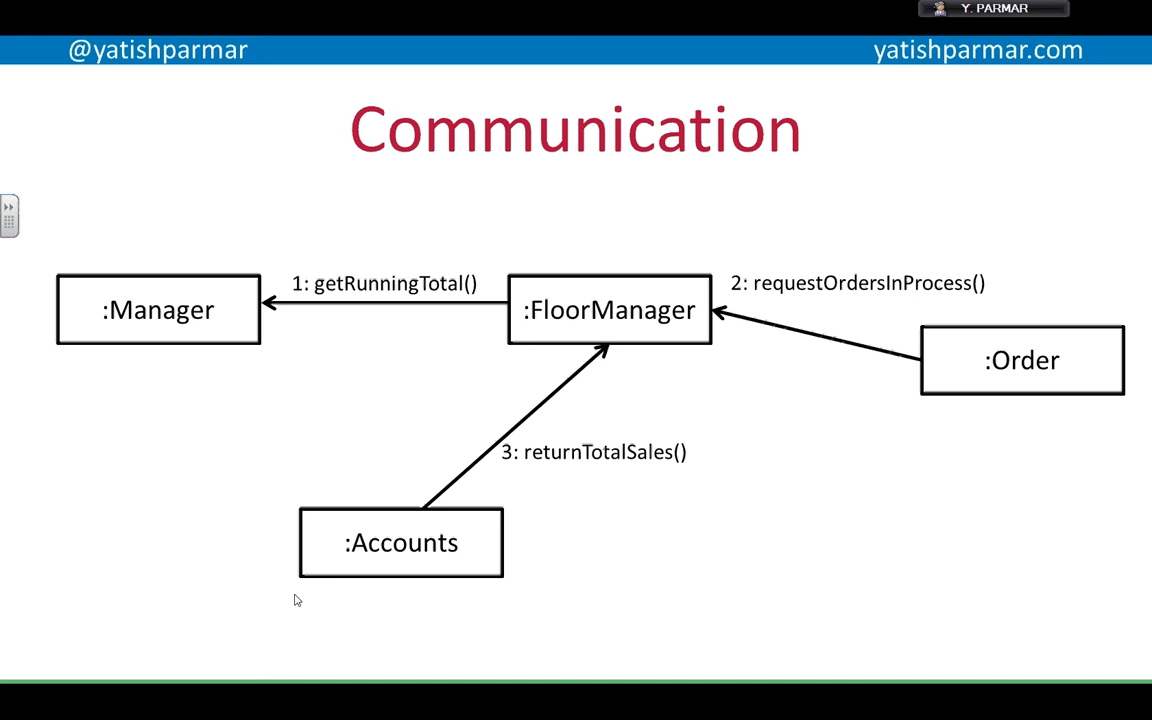 Y. PARMAR
@yatishparmar
yatishparmar.com
Communication
1: getRunningTotal()
2: requestOrdersInProcess()
:Manager
:FloorManager
:Order
3: returnTotalSales()
:Accounts